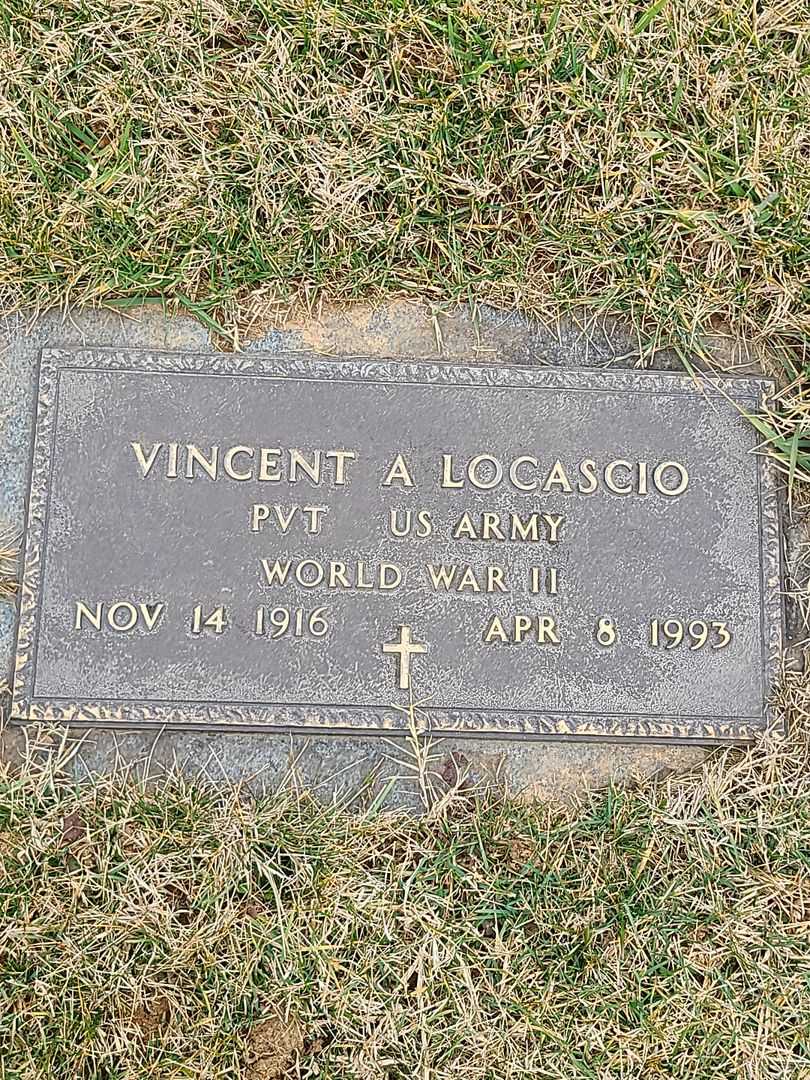 VINCENT A LOCASCIO
PVT US ARMY
WORLD WAR II
NOV 14 1916 APR 8 1993